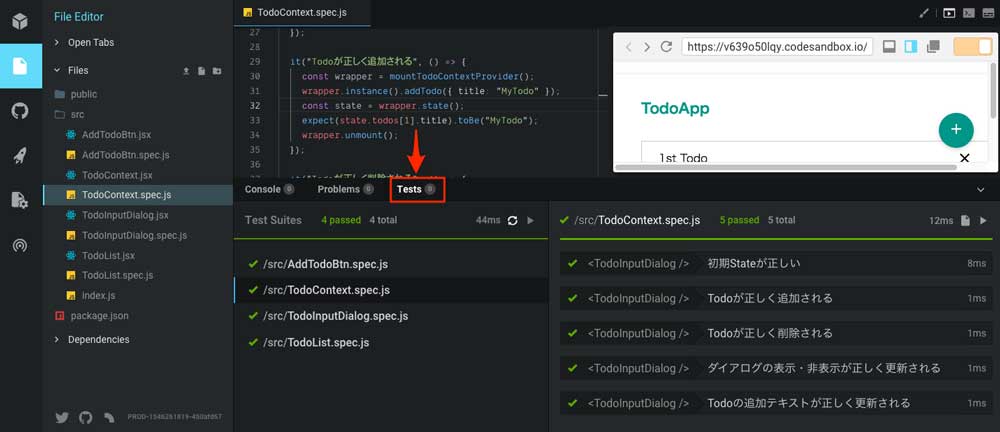 File Editor
Open Tabs
Files
public
src
AddTodoBtn.jsx
AddTodoBtn.spec.js
TodoContext.jsx
TodoContext.spec.js
TodoInputDialog.jsx
TodoInputDialog.spec.js
TodoList.jsx
TodoList.spec.js
index.js
package.json
Dependencies
TodoContext.spec.js
27 });
28
29 it("Todoが正しく追加される", () => {
30 const wrapper = mountTodoContextProvider();
31 wrapper.instance().addTodo({ title: "MyTodo" });
32 const state = wrapper.state();
33 expect(state.todos[1].title).toBe("MyTodo");
34 wrapper.unmount();
35 });
36
https://v639o50lqy.codesandbox.io/
TodoApp
+
1st Todo
Console 0 Problems 0 Tests 0
Test Suites 4 passed 4 total 44ms
/src/AddTodoBtn.spec.js
/src/TodoContext.spec.js
/src/TodoInputDialog.spec.js
/src/TodoList.spec.js
/src/TodoContext.spec.js 5 passed 5 total 12ms
<TodoInputDialog /> 初期Stateが正しい 8ms
<TodoInputDialog /> Todoが正しく追加される 1ms
<TodoInputDialog /> Todoが正しく削除される 1ms
<TodoInputDialog /> ダイアログの表示・非表示が正しく更新される 1ms
<TodoInputDialog /> Todoの追加テキストが正しく更新される 1ms